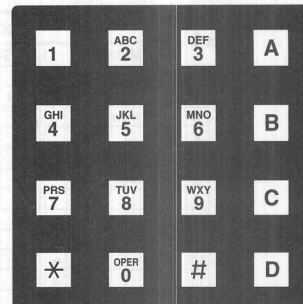 1
ABC
2
DEF
3
A
GHI
4
JKL
5
MNO
6
B
PRS
7
TUV
8
WXY
9
C
*
OPER
0
#
D